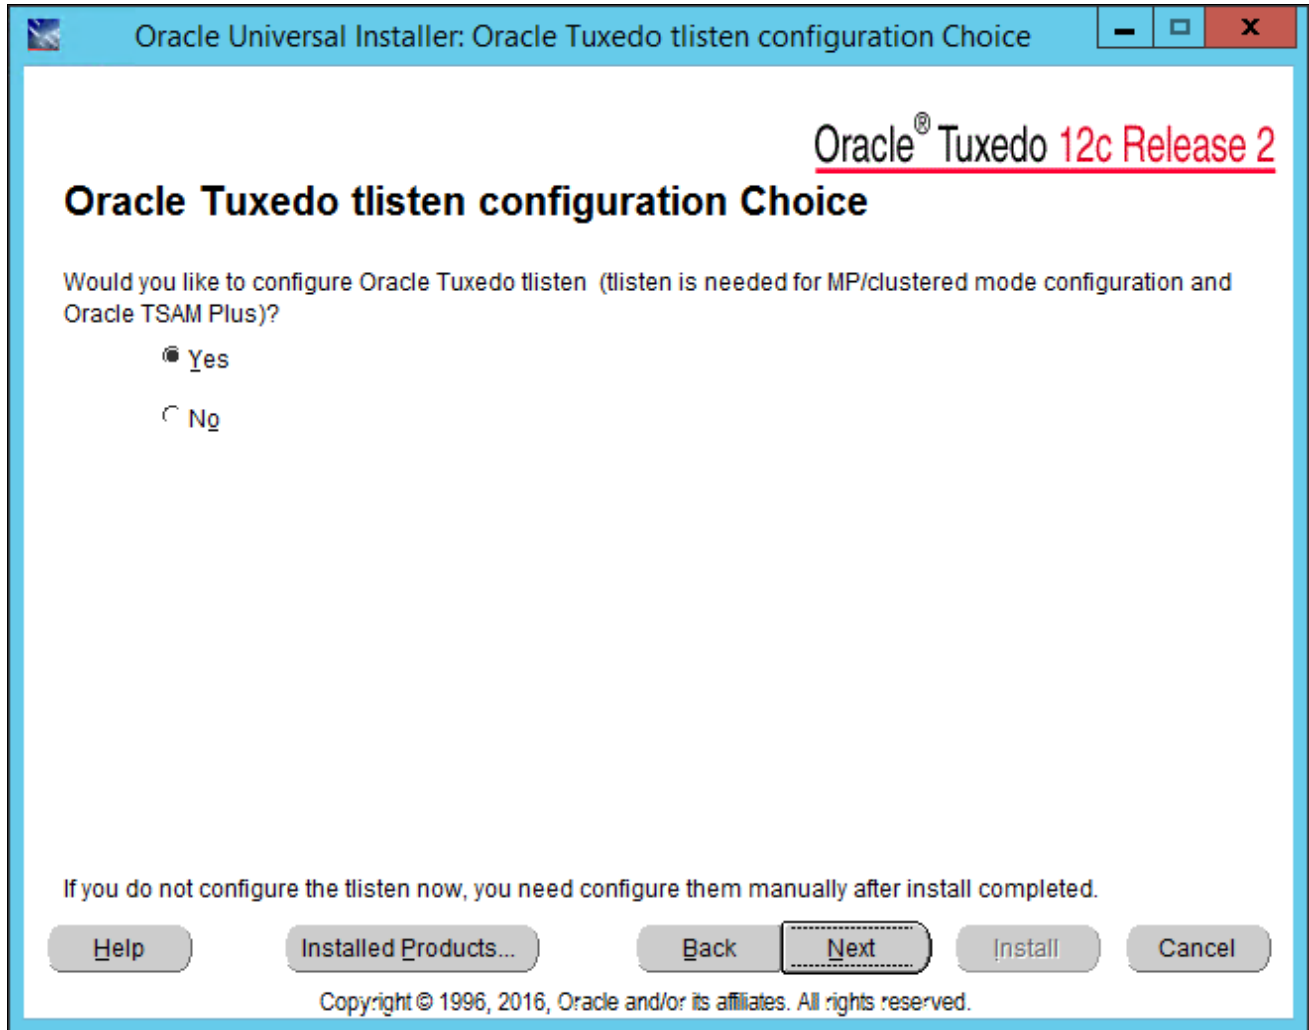 Oracle Universal Installer: Oracle Tuxedo tlisten configuration Choice
Oracle® Tuxedo 12c Release 2
Oracle Tuxedo tlisten configuration Choice
Would you like to configure Oracle Tuxedo tlisten (tlisten is needed for MP/clustered mode configuration and
Oracle TSAM Plus)?
Yes
No
If you do not configure the tlisten now, you need configure them manually after install completed.
Help Installed Products... Back Next Install Cancel
Copyright © 1996, 2016, Oracle and/or its affiliates. All rights reserved.